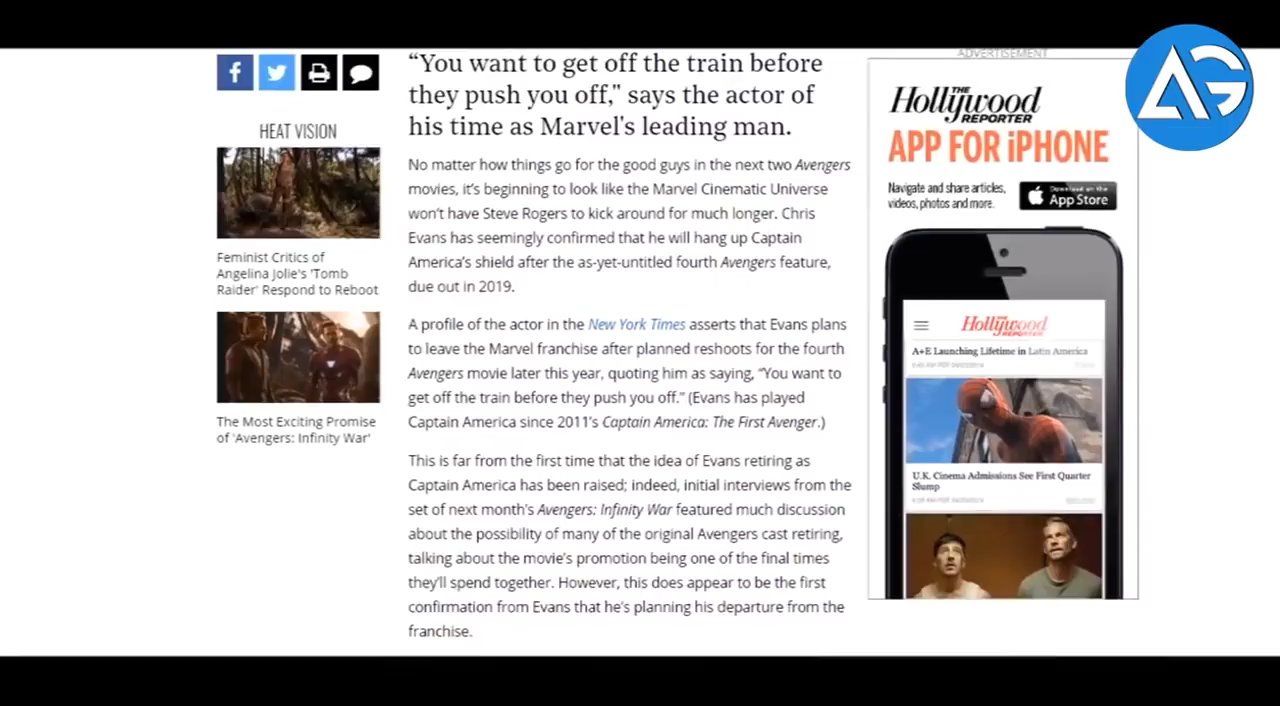 ADVERTISEMENT
AG
f
HEAT VISION
Feminist Critics of
Angelina Jolie's 'Tomb
Raider' Respond to Reboot
The Most Exciting Promise
of 'Avengers: Infinity War'
“You want to get off the train before
they push you off," says the actor of
his time as Marvel's leading man.
No matter how things go for the good guys in the next two Avengers
movies, it’s beginning to look like the Marvel Cinematic Universe
won’t have Steve Rogers to kick around for much longer. Chris
Evans has seemingly confirmed that he will hang up Captain
America’s shield after the as-yet-untitled fourth Avengers feature,
due out in 2019.
A profile of the actor in the New York Times asserts that Evans plans
to leave the Marvel franchise after planned reshoots for the fourth
Avengers movie later this year, quoting him as saying, “You want to
get off the train before they push you off.” (Evans has played
Captain America since 2011’s Captain America: The First Avenger.)
This is far from the first time that the idea of Evans retiring as
Captain America has been raised; indeed, initial interviews from the
set of next month’s Avengers: Infinity War featured much discussion
about the possibility of many of the original Avengers cast retiring,
talking about the movie’s promotion being one of the final times
they’ll spend together. However, this does appear to be the first
confirmation from Evans that he’s planning his departure from the
franchise.
THE
Hollywood
REPORTER
APP FOR iPHONE
Navigate and share articles,
videos, photos and more.
Download on the
App Store
THE
Hollywood
REPORTER
A+E Launching Lifetime in Latin America
U.K. Cinema Admissions See First Quarter
Slump